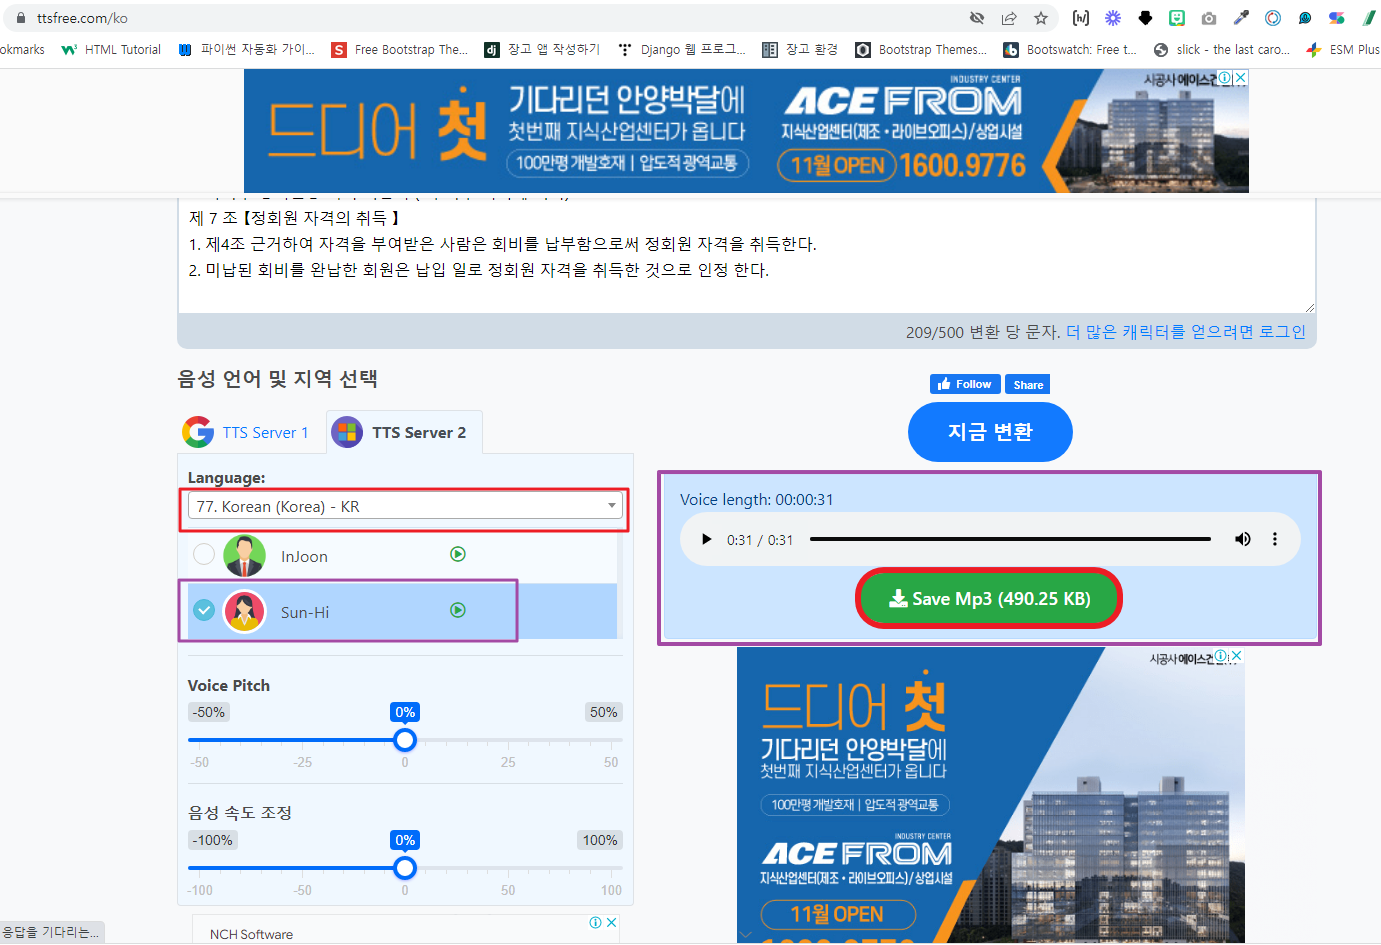 ttsfree.com/ko
okmarks
HTML Tutorial
파이썬 자동화 가이...
Free Bootstrap The...
장고 앱 작성하기
Django 웹 프로그...
장고 환경
Bootstrap Themes...
Bootswatch: Free t...
slick - the last caro...
ESM Plus
드디어 첫
기다리던 안양박달에
첫번째 지식산업센터가 옵니다
100만평 개발호재 | 압도적 광역교통
INDUSTRY CENTER
ACE FROM
지식산업센터(제조・라이브오피스)/상업시설
11월 OPEN 1600.9776
시공사 에이스건
제 7 조 【정회원 자격의 취득 】
1. 제4조 근거하여 자격을 부여받은 사람은 회비를 납부함으로써 정회원 자격을 취득한다.
2. 미납된 회비를 완납한 회원은 납입 일로 정회원 자격을 취득한 것으로 인정 한다.
209/500 변환 당 문자. 더 많은 캐릭터를 얻으려면 로그인
음성 언어 및 지역 선택
TTS Server 1
TTS Server 2
Language:
77. Korean (Korea) - KR
InJoon
Sun-Hi
Voice Pitch
-50% 0% 50%
-50 -25 0 25 50
음성 속도 조정
-100% 0% 100%
-100 -50 0 50 100
NCH Software
응답을 기다리는...
Follow
Share
지금 변환
Voice length: 00:00:31
0:31 / 0:31
Save Mp3 (490.25 KB)
시공사 에이스건
드디어 첫
기다리던 안양박달에
첫번째 지식산업센터가 옵니다
100만평 개발호재 | 압도적 광역교통
INDUSTRY CENTER
ACE FROM
지식산업센터(제조・라이브오피스)/상업시설
11월 OPEN